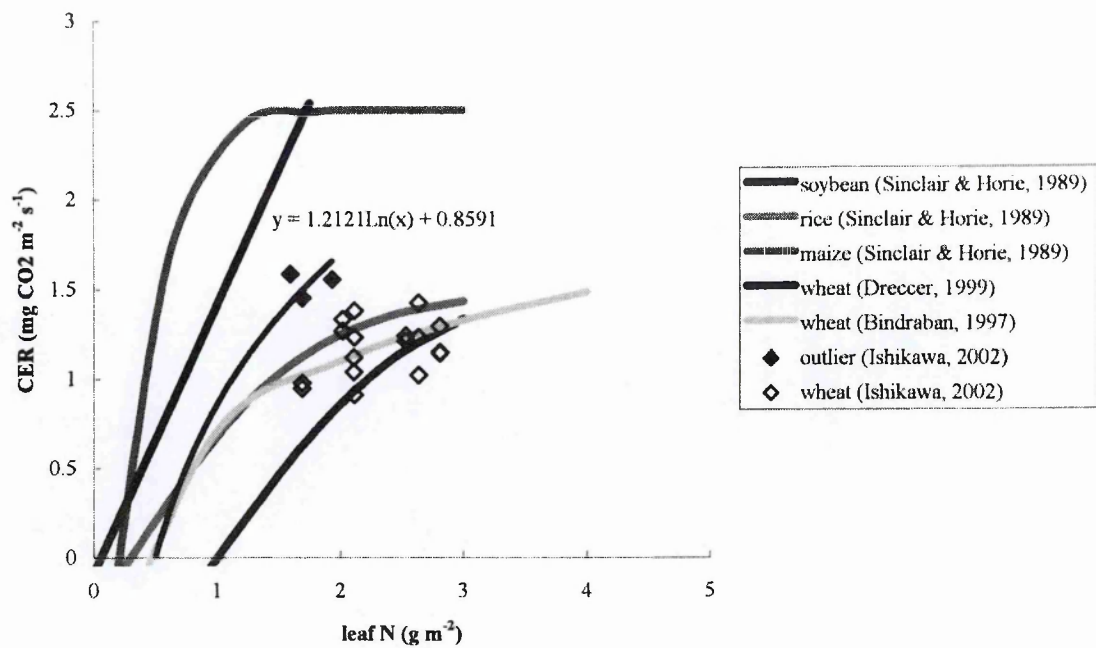 3
2.5
2
1.5
1
0.5
0
CER (mg CO2 m⁻² s⁻¹)
y = 1.2121Ln(x) + 0.8591
0 1 2 3 4 5
leaf N (g m⁻²)
soybean (Sinclair & Horie, 1989)
rice (Sinclair & Horie, 1989)
maize (Sinclair & Horie, 1989)
wheat (Dreccer, 1999)
wheat (Bindraban, 1997)
outlier (Ishikawa, 2002)
wheat (Ishikawa, 2002)